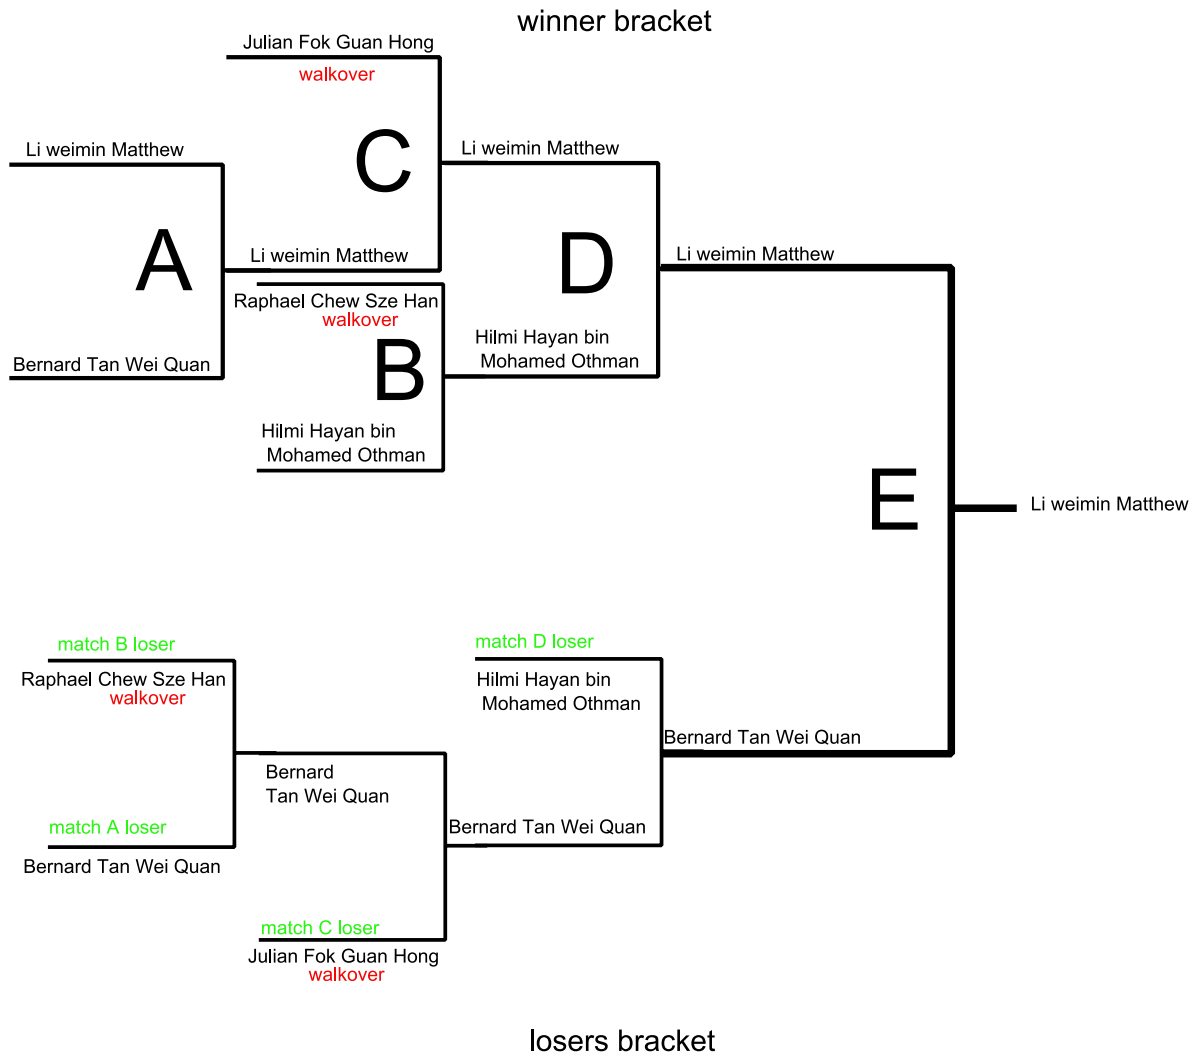 winner bracket
Julian Fok Guan Hong
walkover
C
Li weimin Matthew
Li weimin Matthew
A
D
Li weimin Matthew
Li weimin Matthew
Raphael Chew Sze Han
walkover
B
Hilmi Hayan bin
Mohamed Othman
Bernard Tan Wei Quan
Hilmi Hayan bin
Mohamed Othman
E
Li weimin Matthew
match B loser
Raphael Chew Sze Han
walkover
match D loser
Hilmi Hayan bin
Mohamed Othman
Bernard Tan Wei Quan
Bernard
Tan Wei Quan
match A loser
Bernard Tan Wei Quan
Bernard Tan Wei Quan
match C loser
Julian Fok Guan Hong
walkover
losers bracket